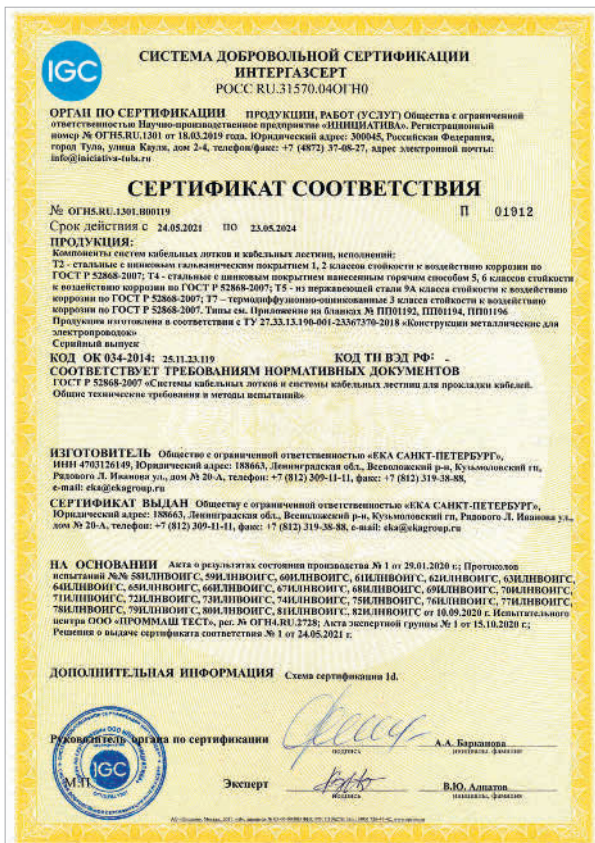 IGC
СИСТЕМА ДОБРОВОЛЬНОЙ СЕРТИФИКАЦИИ
ИНТЕРГАЗСЕРТ
РОСС RU.31570.04ОГН0
ОРГАН ПО СЕРТИФИКАЦИИ ПРОДУКЦИИ, РАБОТ (УСЛУГ) Общества с ограниченной
ответственностью Научно-производственное предприятие «ИНИЦИАТИВА». Регистрационный
номер № ОГН5.RU.1301 от 18.03.2019 года. Юридический адрес: 300045, Российская Федерация,
город Тула, улица Кауля, дом 2-4, телефон/факс: +7 (4872) 37-08-27, адрес электронной почты:
info@iniciativa-tula.ru
СЕРТИФИКАТ СООТВЕТСТВИЯ
№ ОГН5.RU.1301.В00119 П 01912
Срок действия с 24.05.2021 по 23.05.2024
ПРОДУКЦИЯ:
Компоненты систем кабельных лотков и кабельных лестниц, исполнений:
Т2 - стальные с цинковым гальваническим покрытием 1, 2 классов стойкости к воздействию коррозии по
ГОСТ Р 52868-2007; Т4 - стальные с цинковым покрытием нанесенным горячим способом 5, 6 классов стойкости
к воздействию коррозии по ГОСТ Р 52868-2007; Т5 - из нержавеющей стали 9А класса стойкости к воздействию
коррозии по ГОСТ Р 52868-2007; Т7 – термодиффузионно-оцинкованные 3 класса стойкости к воздействию
коррозии по ГОСТ Р 52868-2007. Типы см. Приложение на бланках № ПП01192, ПП01194, ПП01196
Продукция изготовлена в соответствии с ТУ 27.33.13.190-001-23367370-2018 «Конструкции металлические для
электропроводок»
Серийный выпуск
КОД ОК 034-2014: 25.11.23.119 КОД ТН ВЭД РФ: -
СООТВЕТСТВУЕТ ТРЕБОВАНИЯМ НОРМАТИВНЫХ ДОКУМЕНТОВ
ГОСТ Р 52868-2007 «Системы кабельных лотков и системы кабельных лестниц для прокладки кабелей.
Общие технические требования и методы испытаний»
ИЗГОТОВИТЕЛЬ Общество с ограниченной ответственностью «ЕКА САНКТ-ПЕТЕРБУРГ»,
ИНН 4703126149, Юридический адрес: 188663, Ленинградская обл., Всеволожский р-н, Кузьмоловский гп,
Рядового Л. Иванова ул., дом № 20-А, телефон: +7 (812) 309-11-11, факс: +7 (812) 319-38-88,
e-mail: eka@ekagroup.ru
СЕРТИФИКАТ ВЫДАН Обществу с ограниченной ответственностью «ЕКА САНКТ-ПЕТЕРБУРГ»,
Юридический адрес: 188663, Ленинградская обл., Всеволожский р-н, Кузьмоловский гп, Рядового Л. Иванова ул.,
дом № 20-А, телефон: +7 (812) 309-11-11, факс: +7 (812) 319-38-88, e-mail: eka@ekagroup.ru
НА ОСНОВАНИИ Акта о результатах состояния производства № 1 от 29.01.2020 г.; Протоколов
испытаний №№ 58ИЛНВОИГС, 59ИЛНВОИГС, 60ИЛНВОИГС, 61ИЛНВОИГС, 62ИЛНВОИГС, 63ИЛНВОИГС,
64ИЛНВОИГС, 65ИЛНВОИГС, 66ИЛНВОИГС, 67ИЛНВОИГС, 68ИЛНВОИГС, 69ИЛНВОИГС, 70ИЛНВОИГС,
71ИЛНВОИГС, 72ИЛНВОИГС, 73ИЛНВОИГС, 74ИЛНВОИГС, 75ИЛНВОИГС, 76ИЛНВОИГС, 77ИЛНВОИГС,
78ИЛНВОИГС, 79ИЛНВОИГС, 80ИЛНВОИГС, 81ИЛНВОИГС, 82ИЛНВОИГС от 10.09.2020 г. Испытательного
центра ООО «ПРОММАШ ТЕСТ», рег. № ОГН4.RU.2728; Акта экспертной группы № 1 от 15.10.2020 г.;
Решения о выдаче сертификата соответствия № 1 от 24.05.2021 г.
ДОПОЛНИТЕЛЬНАЯ ИНФОРМАЦИЯ Схема сертификации 1d.
Руководитель органа по сертификации
подпись
А.А. Барканова
инициалы, фамилия
IGC
М.П.
Эксперт
подпись
В.Ю. Алпатов
инициалы, фамилия